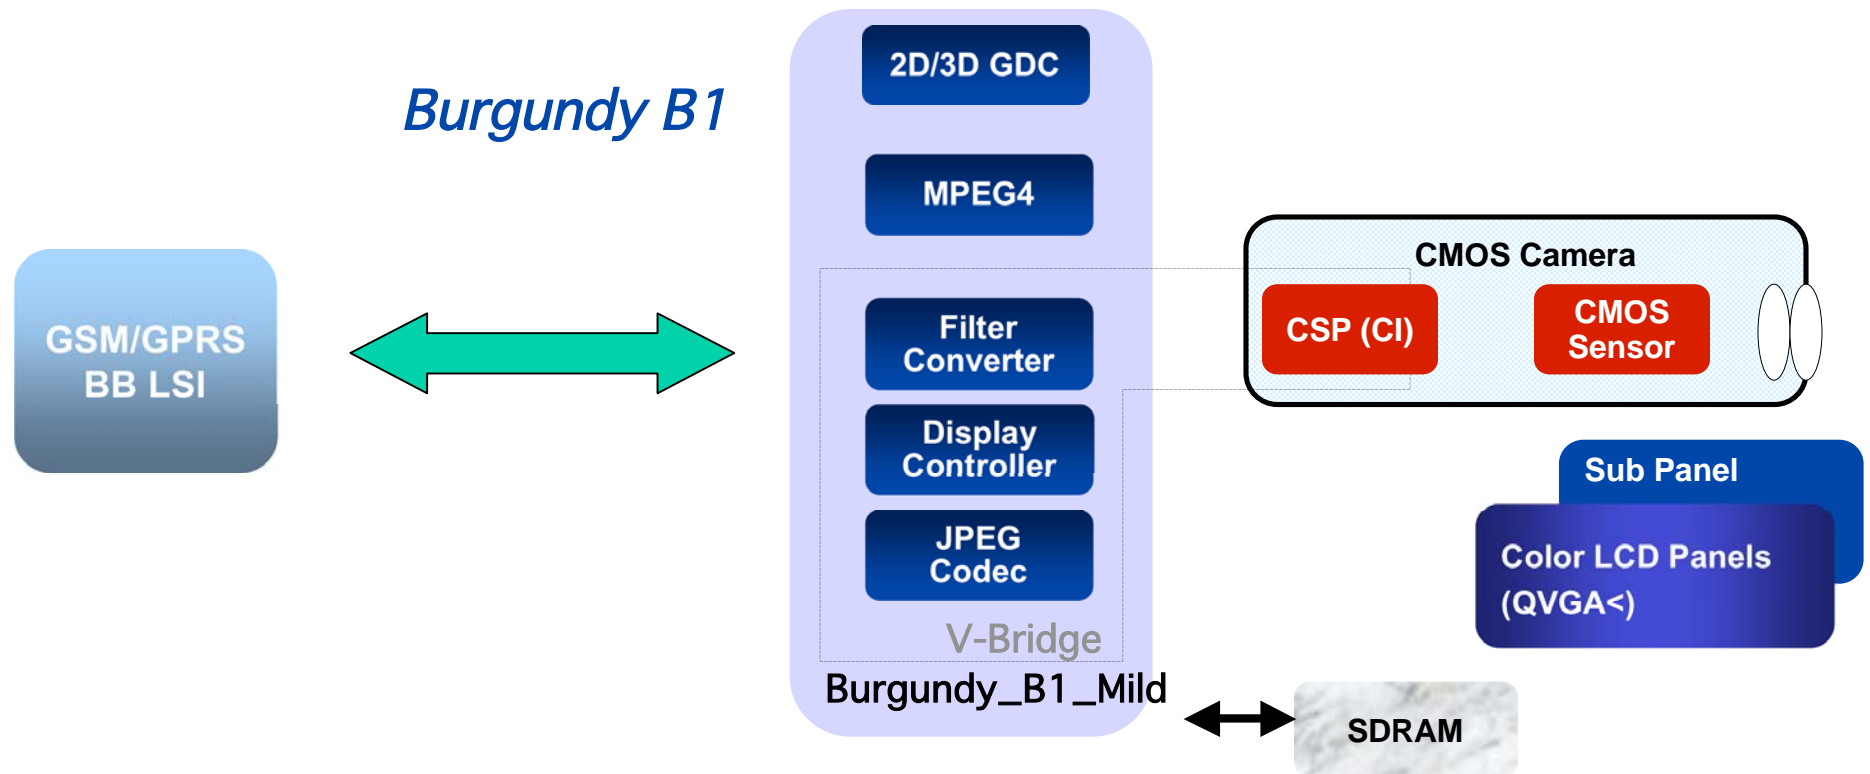 Burgundy B1
GSM/GPRS
BB LSI
2D/3D GDC
MPEG4
Filter
Converter
Display
Controller
JPEG
Codec
V-Bridge
Burgundy_B1_Mild
CMOS Camera
CSP (CI)
CMOS
Sensor
Sub Panel
Color LCD Panels
(QVGA<)
SDRAM